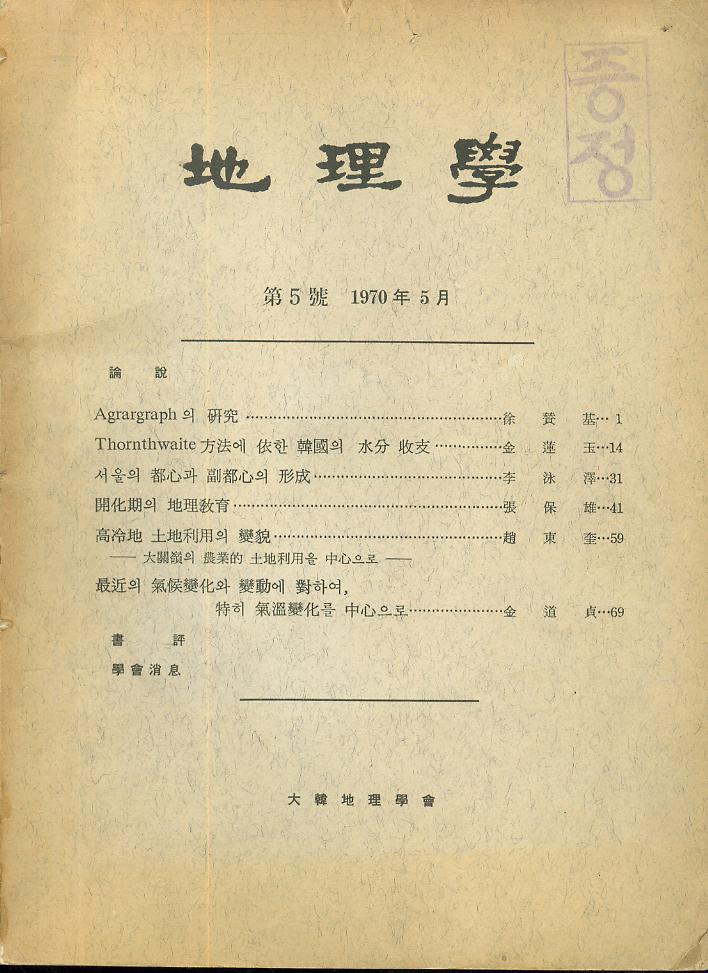 증정
地理學
第5號 1970年 5月
論說
Agrargraph의 硏究 ⋯⋯⋯⋯⋯⋯⋯⋯ 徐贊基⋯ 1
Thornthwaite方法에 依한 韓國의 水分 收支 ⋯⋯⋯⋯ 金蓮玉⋯14
서울의 都心과 副都心의 形成⋯⋯⋯⋯⋯⋯⋯⋯ 李泳澤⋯31
開化期의 地理敎育⋯⋯⋯⋯⋯⋯⋯⋯ 張保雄⋯41
高冷地 土地利用의 變貌⋯⋯⋯⋯⋯⋯⋯⋯ 趙東奎⋯59
── 大關嶺의 農業的 土地利用을 中心으로 ──
最近의 氣候變化와 變動에 對하여,
特히 氣溫變化를 中心으로⋯⋯⋯⋯⋯⋯ 金道貞⋯69
書評
學會消息
大韓地理學會